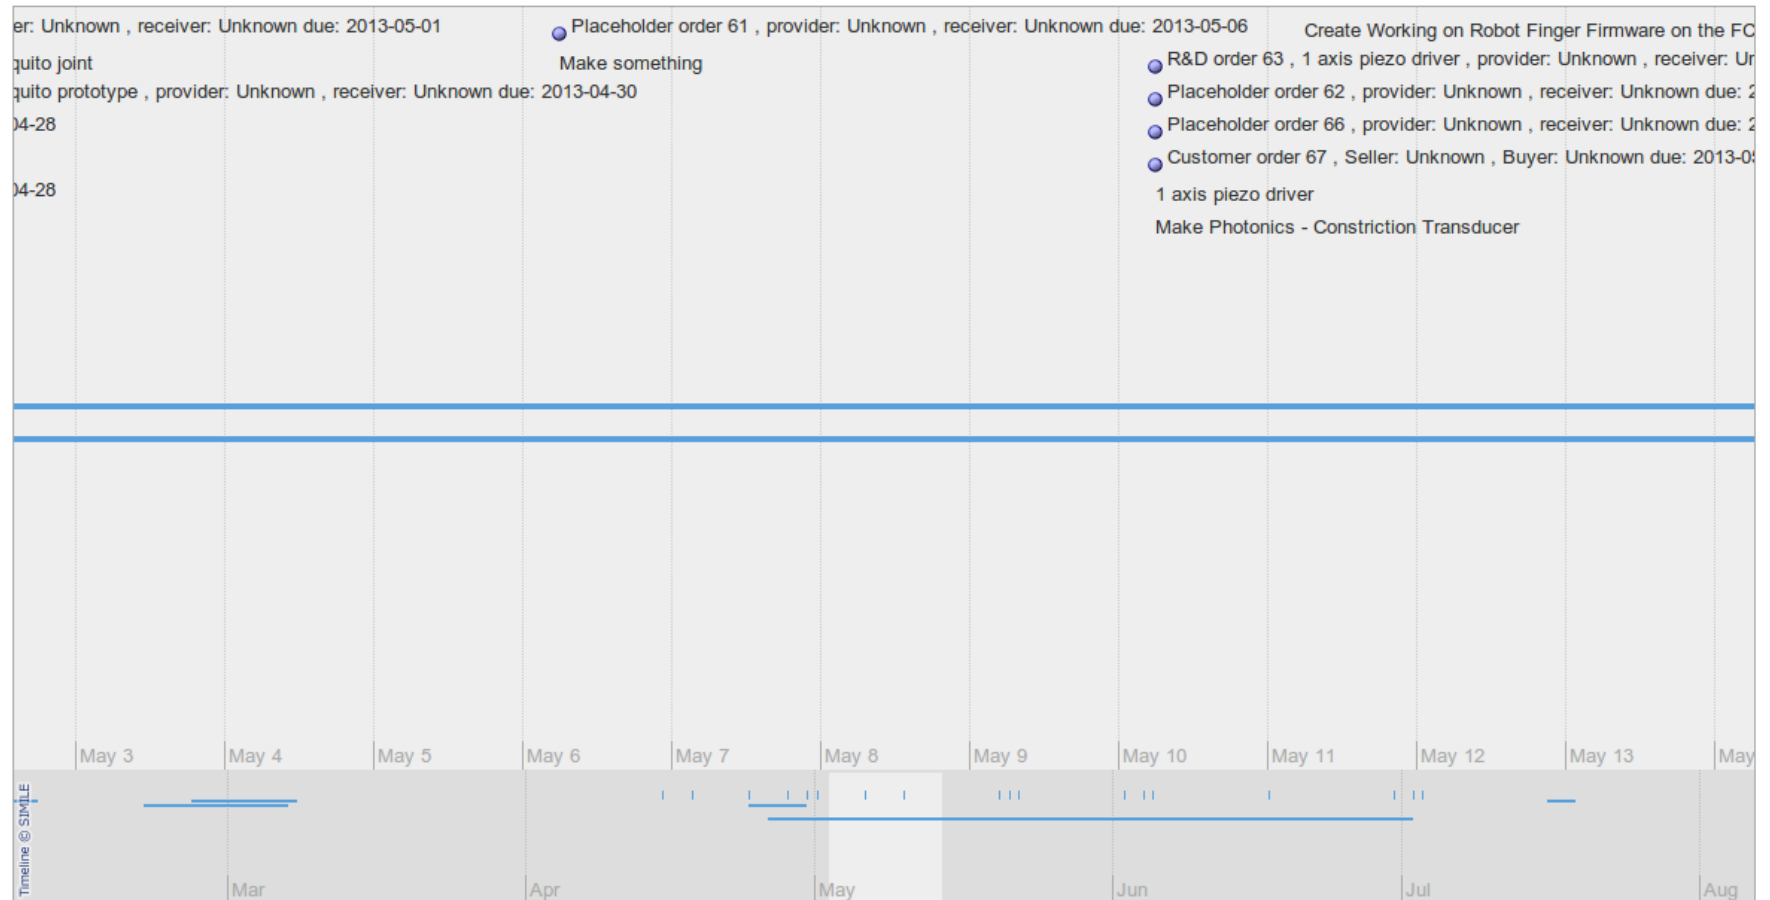 er: Unknown , receiver: Unknown due: 2013-05-01
Placeholder order 61 , provider: Unknown , receiver: Unknown due: 2013-05-06
Create Working on Robot Finger Firmware on the FC
quito joint
Make something
R&D order 63 , 1 axis piezo driver , provider: Unknown , receiver: Ur
quito prototype , provider: Unknown , receiver: Unknown due: 2013-04-30
Placeholder order 62 , provider: Unknown , receiver: Unknown due: 2
04-28
Placeholder order 66 , provider: Unknown , receiver: Unknown due: 2
Customer order 67 , Seller: Unknown , Buyer: Unknown due: 2013-05
04-28
1 axis piezo driver
Make Photonics - Constriction Transducer
May 3
May 4
May 5
May 6
May 7
May 8
May 9
May 10
May 11
May 12
May 13
May
Timeline © SIMILE
Mar
Apr
May
Jun
Jul
Aug